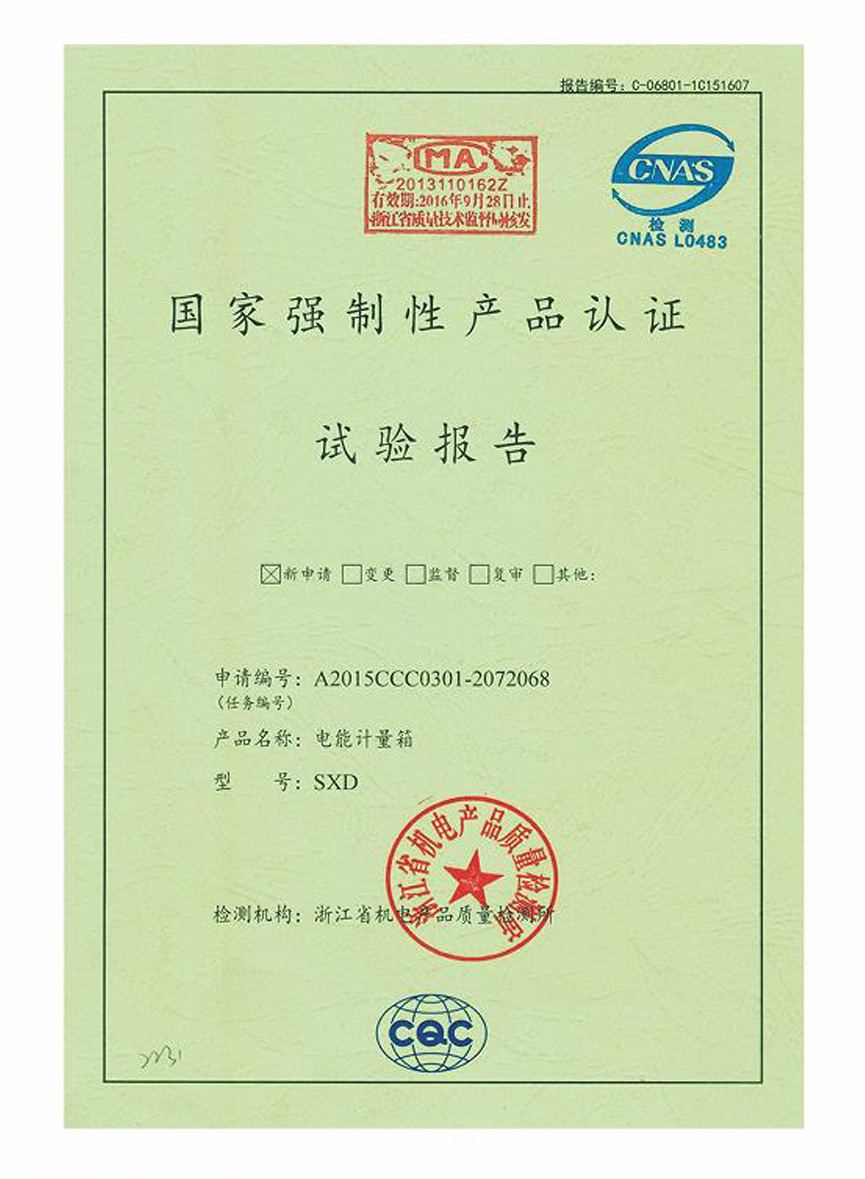 报告编号：C-06801-1C151607
MA
2013110162Z
有效期:2016年9月28日止
浙江省质量技术监督局核发
CNAS
检 测
CNAS L0483
国家强制性产品认证
试验报告
☒新申请 □变更 □监督 □复审 □其他：
申请编号：A2015CCC0301-2072068
（任务编号）
产品名称：电能计量箱
型 号：SXD
浙江省机电产品质量检测所
检测机构：浙江省机电产品质量检测所
CQC